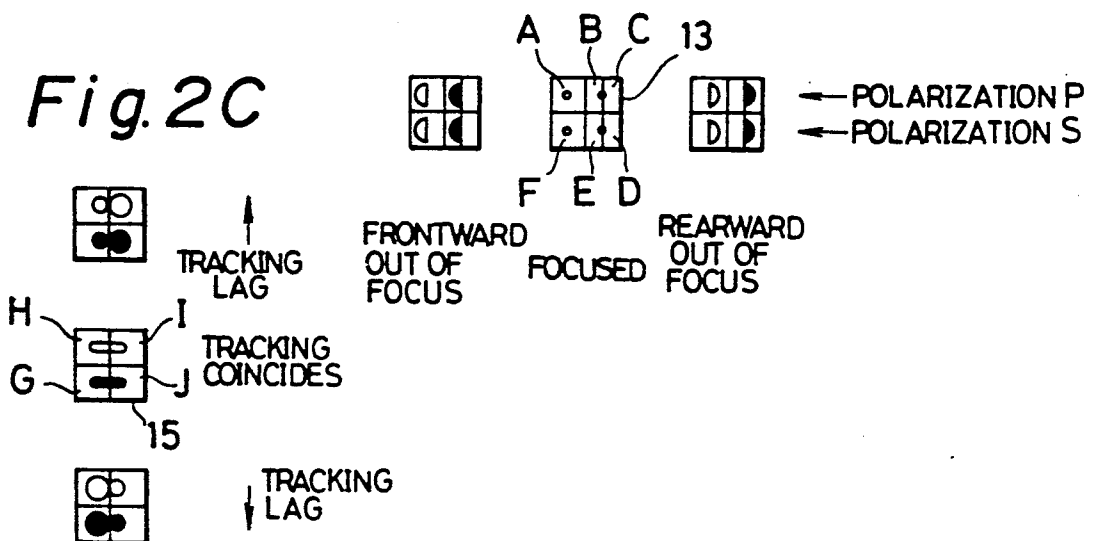 Fig. 2C
A B C 13
POLARIZATION P
POLARIZATION S
F E D
FRONTWARD
OUT OF
FOCUS
FOCUSED
REARWARD
OUT OF
FOCUS
TRACKING
LAG
H I
TRACKING
COINCIDES
G J
15
TRACKING
LAG